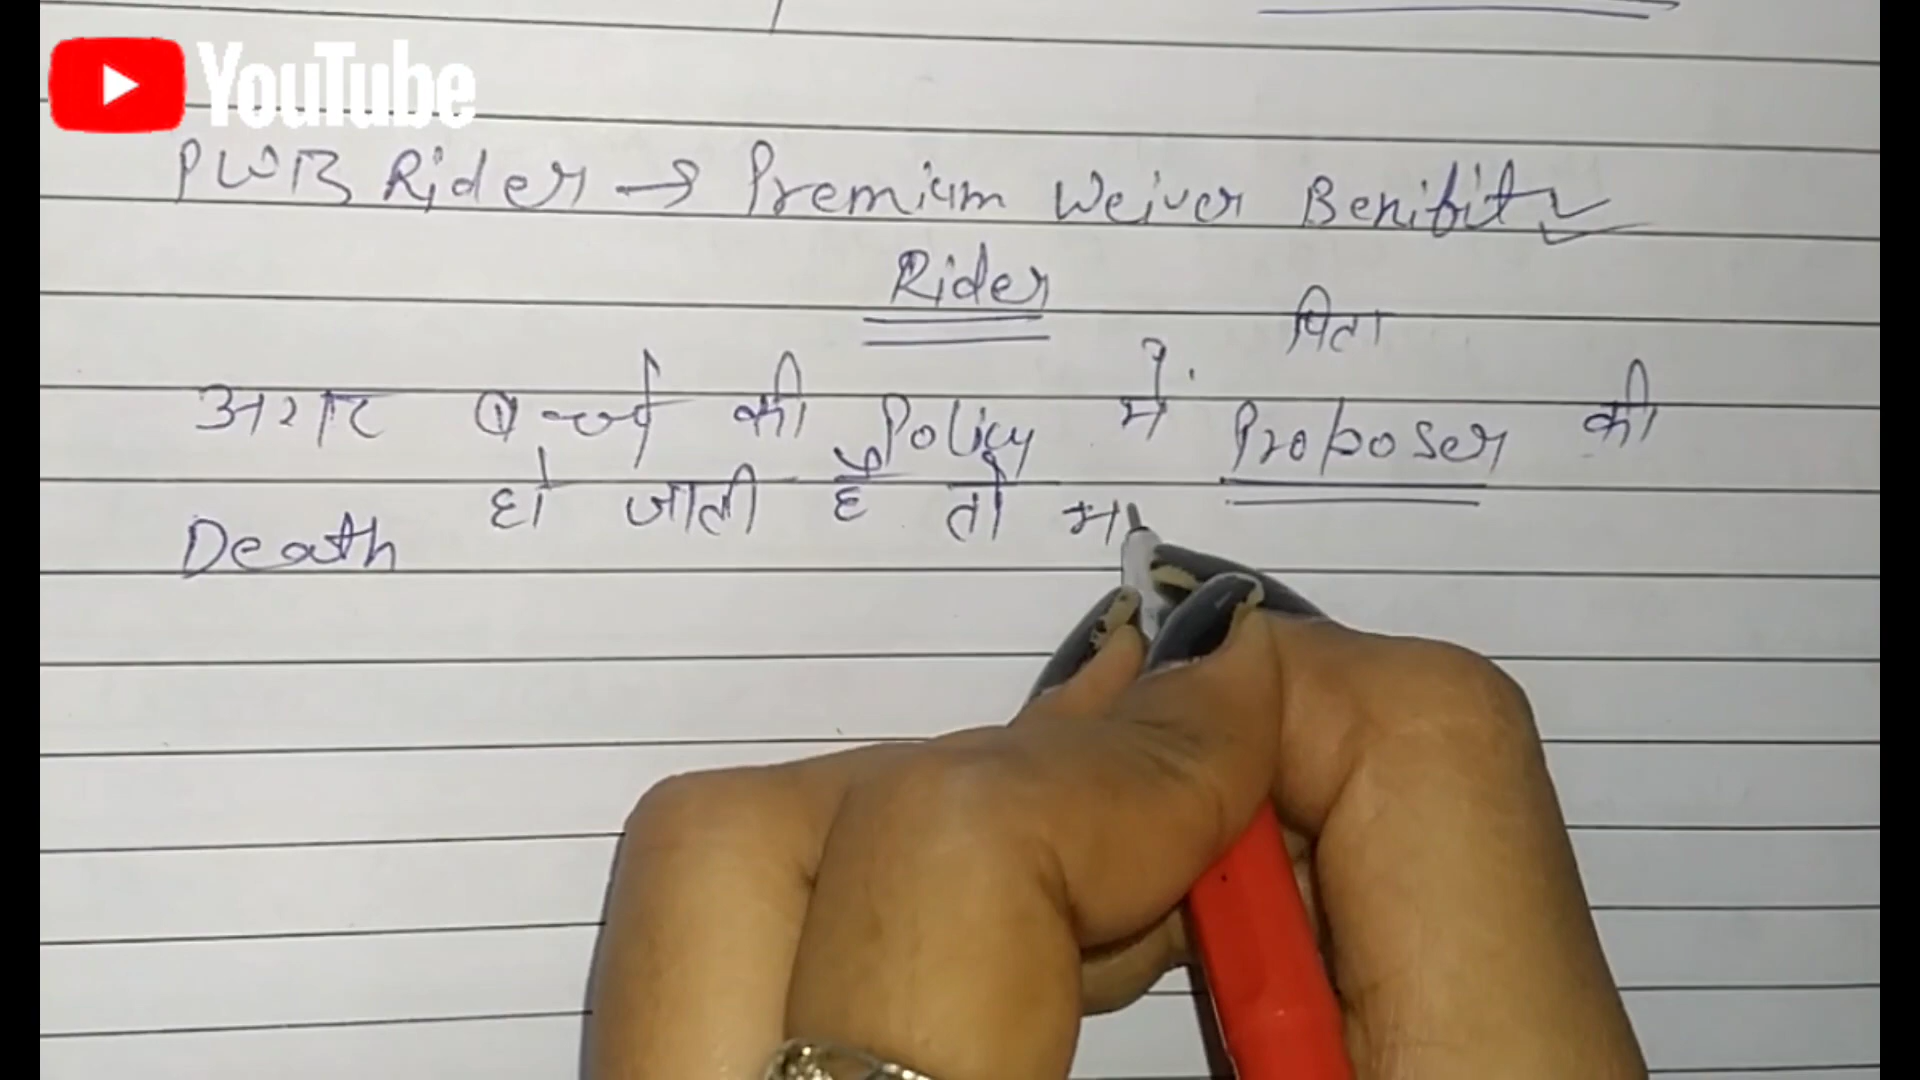 YouTube
PWB Rider → Premium Weiver Benifit
Rider
पिता
अगर बच्चे की Policy में Proposer की
Death हो जाती है तो भ